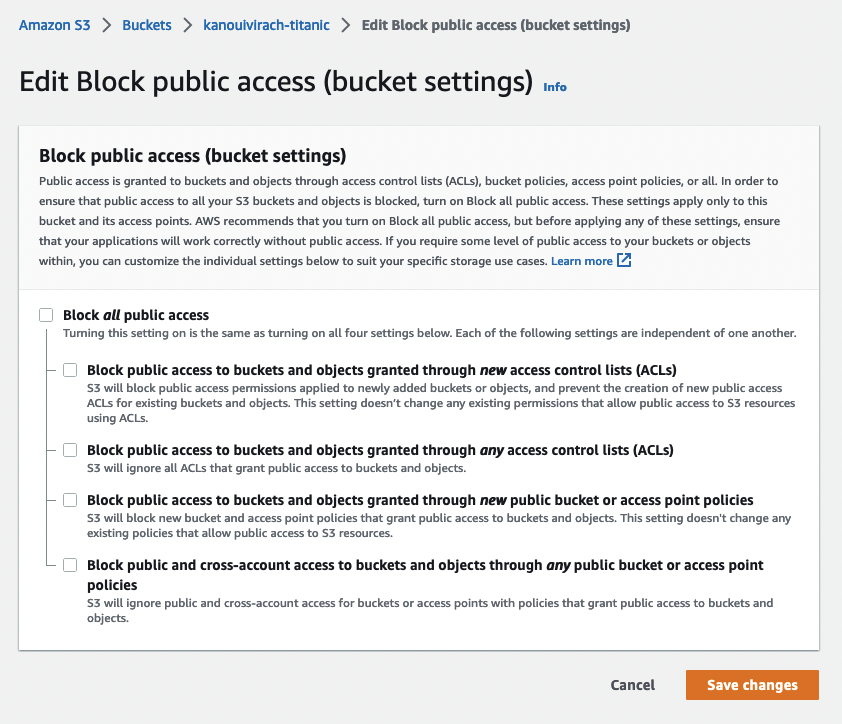 Amazon S3 > Buckets > kanouivirach-titanic > Edit Block public access (bucket settings)
Edit Block public access (bucket settings) Info
Block public access (bucket settings)
Public access is granted to buckets and objects through access control lists (ACLs), bucket policies, access point policies, or all. In order to
ensure that public access to all your S3 buckets and objects is blocked, turn on Block all public access. These settings apply only to this
bucket and its access points. AWS recommends that you turn on Block all public access, but before applying any of these settings, ensure
that your applications will work correctly without public access. If you require some level of public access to your buckets or objects
within, you can customize the individual settings below to suit your specific storage use cases. Learn more
Block all public access
Turning this setting on is the same as turning on all four settings below. Each of the following settings are independent of one another.
Block public access to buckets and objects granted through new access control lists (ACLs)
S3 will block public access permissions applied to newly added buckets or objects, and prevent the creation of new public access
ACLs for existing buckets and objects. This setting doesn't change any existing permissions that allow public access to S3 resources
using ACLs.
Block public access to buckets and objects granted through any access control lists (ACLs)
S3 will ignore all ACLs that grant public access to buckets and objects.
Block public access to buckets and objects granted through new public bucket or access point policies
S3 will block new bucket and access point policies that grant public access to buckets and objects. This setting doesn't change any
existing policies that allow public access to S3 resources.
Block public and cross-account access to buckets and objects through any public bucket or access point
policies
S3 will ignore public and cross-account access for buckets or access points with policies that grant public access to buckets and
objects.
Cancel Save changes